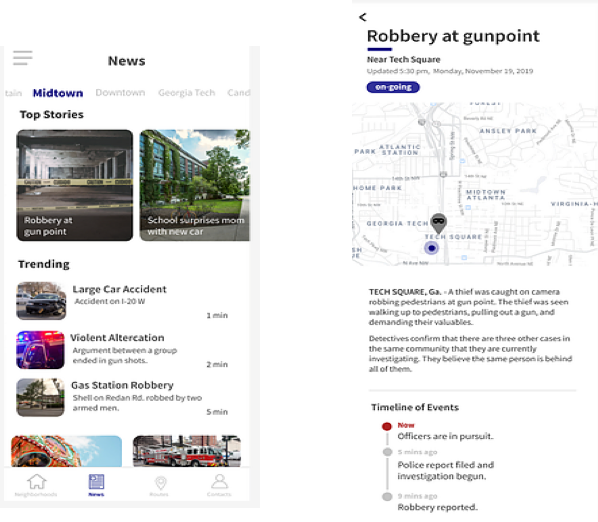 News
tain Midtown Downtown Georgia Tech Cand
Top Stories
Robbery at
gun point
School surprises mom
with new car
Trending
Large Car Accident
Accident on I-20 W
1 min
Violent Altercation
Argument between a group
ended in gun shots.
2 min
Gas Station Robbery
Shell on Redan Rd. robbed by two
armed men.
5 min
Neighborhoods News Routes Contacts
<
Robbery at gunpoint
Near Tech Square
Updated 5:30 pm, Monday, November 19, 2019
on-going
ANSLEY PARK
ATLANTIC
STATION
PARK
14th St NW
HOME PARK
MIDTOWN
ATLANTA
VIRGINIA-H
GEORGIA TECH
TECH SQUARE
TECH SQUARE, Ga. - A thief was caught on camera
robbing pedestrians at gun point. The thief was seen
walking up to pedestrians, pulling out a gun, and
demanding their valuables.
Detectives confirm that there are three other cases in
the same community that they are currently
investigating. They believe the same person is behind
all of them.
Timeline of Events
Now
Officers are in pursuit.
5 mins ago
Police report filed and
investigation begun.
9 mins ago
Robbery reported.